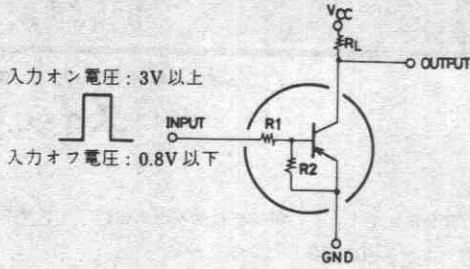 VCC
RL
OUTPUT
入力オン電圧：3V 以上
INPUT
R1
入力オフ電圧：0.8V 以下
R2
GND